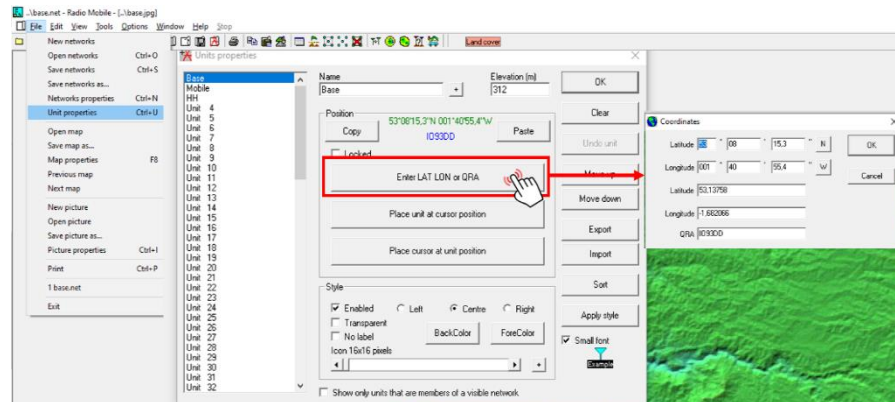 ..\base.net - Radio Mobile - [..\base.jpg]
File Edit View Tools Options Window Help Stop
Land cover
New networks
Open networks Ctrl+O
Save networks Ctrl+S
Save networks as...
Networks properties Ctrl+N
Unit properties Ctrl+U
Open map
Save map as...
Map properties F8
Previous map
Next map
New picture
Open picture
Save picture as...
Picture properties Ctrl+I
Print Ctrl+P
1 base.net
Exit
Units properties
Base
Mobile
HH
Unit 4
Unit 5
Unit 6
Unit 7
Unit 8
Unit 9
Unit 10
Unit 11
Unit 12
Unit 13
Unit 14
Unit 15
Unit 16
Unit 17
Unit 18
Unit 19
Unit 20
Unit 21
Unit 22
Unit 23
Unit 24
Unit 25
Unit 26
Unit 27
Unit 28
Unit 29
Unit 30
Unit 31
Unit 32
Name
Base
+
Elevation (m)
312
Position
Copy
53°08'15,3"N 001°40'55,4"W
IO93DD
Paste
Locked
Enter LAT LON or QRA
Place unit at cursor position
Place cursor at unit position
Style
Enabled Left Centre Right
Transparent
No label
BackColor ForeColor
Icon 16x16 pixels
+
Show only units that are members of a visible network
OK
Clear
Undo unit
Move up
Move down
Export
Import
Sort
Apply style
Small font
Example
Coordinates
Latitude 53 ° 08 ' 15,3 " N OK
Longitude 001 ° 40 ' 55,4 " W Cancel
Latitude 53,13758
Longitude -1,682066
QRA IO93DD